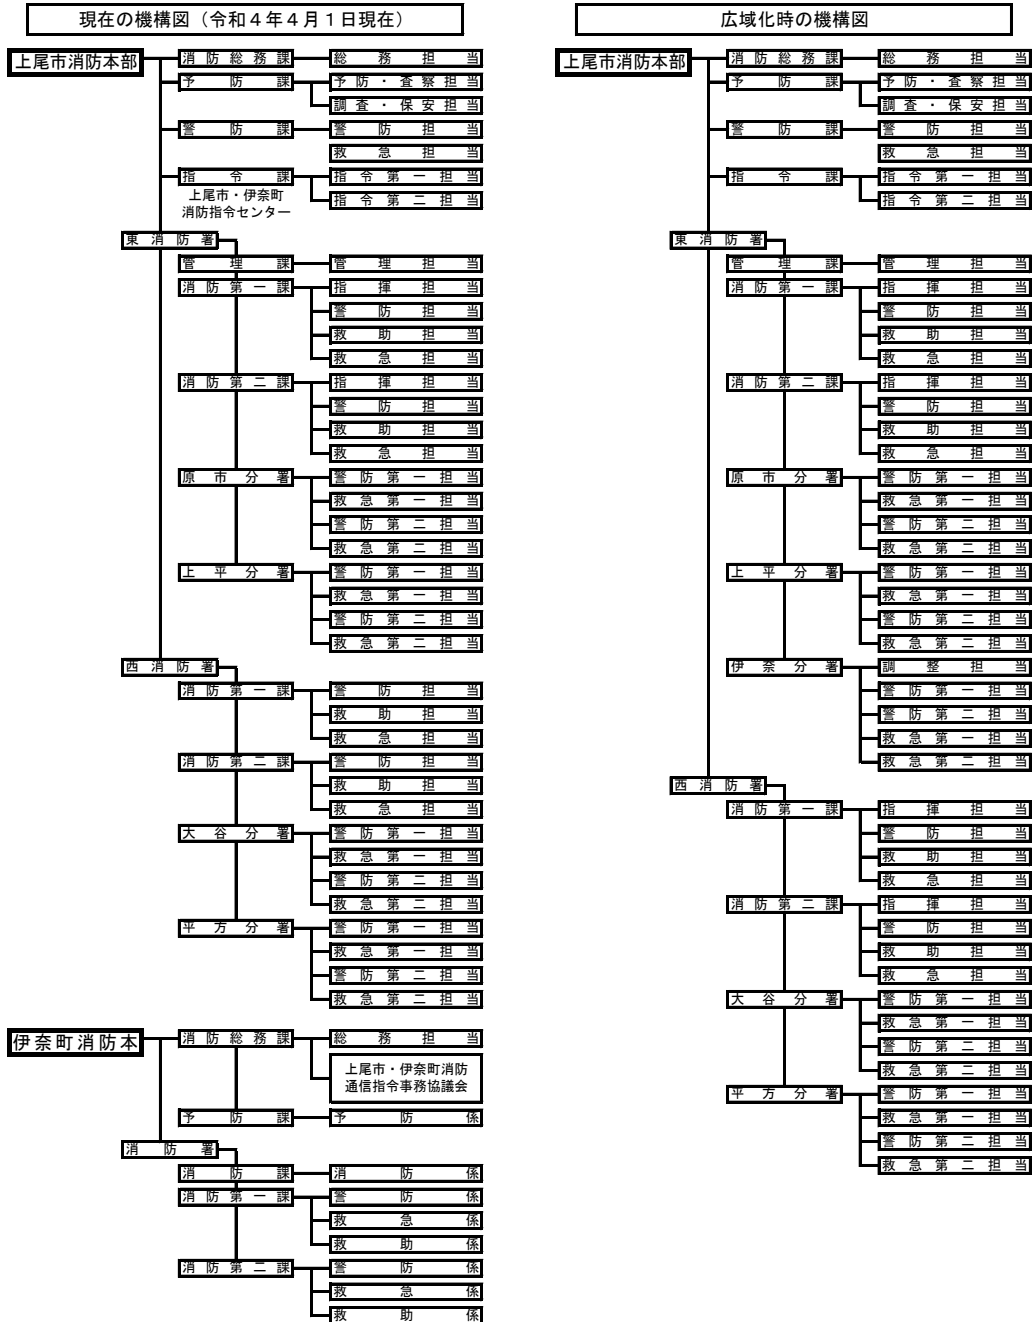 現在の機構図（令和４年４月１日現在）
上尾市消防本部
消防総務課
総務担当
予防課
予防・査察担当
調査・保安担当
警防課
警防担当
救急担当
指令課
指令第一担当
上尾市・伊奈町
消防指令センター
指令第二担当
東消防署
管理課
管理担当
消防第一課
指揮担当
警防担当
救助担当
救急担当
消防第二課
指揮担当
警防担当
救助担当
救急担当
原市分署
警防第一担当
救急第一担当
警防第二担当
救急第二担当
上平分署
警防第一担当
救急第一担当
警防第二担当
救急第二担当
西消防署
消防第一課
警防担当
救助担当
救急担当
消防第二課
警防担当
救助担当
救急担当
大谷分署
警防第一担当
救急第一担当
警防第二担当
救急第二担当
平方分署
警防第一担当
救急第一担当
警防第二担当
救急第二担当
伊奈町消防本
消防総務課
総務担当
上尾市・伊奈町消防
通信指令事務協議会
予防課
予防係
消防署
消防課
消防係
消防第一課
警防係
救急係
救助係
消防第二課
警防係
救急係
救助係
広域化時の機構図
上尾市消防本部
消防総務課
総務担当
予防課
予防・査察担当
調査・保安担当
警防課
警防担当
救急担当
指令課
指令第一担当
指令第二担当
東消防署
管理課
管理担当
消防第一課
指揮担当
警防担当
救助担当
救急担当
消防第二課
指揮担当
警防担当
救助担当
救急担当
原市分署
警防第一担当
救急第一担当
警防第二担当
救急第二担当
上平分署
警防第一担当
救急第一担当
警防第二担当
救急第二担当
伊奈分署
調整担当
警防第一担当
警防第二担当
救急第一担当
救急第二担当
西消防署
消防第一課
指揮担当
警防担当
救助担当
救急担当
消防第二課
指揮担当
警防担当
救助担当
救急担当
大谷分署
警防第一担当
救急第一担当
警防第二担当
救急第二担当
平方分署
警防第一担当
救急第一担当
警防第二担当
救急第二担当